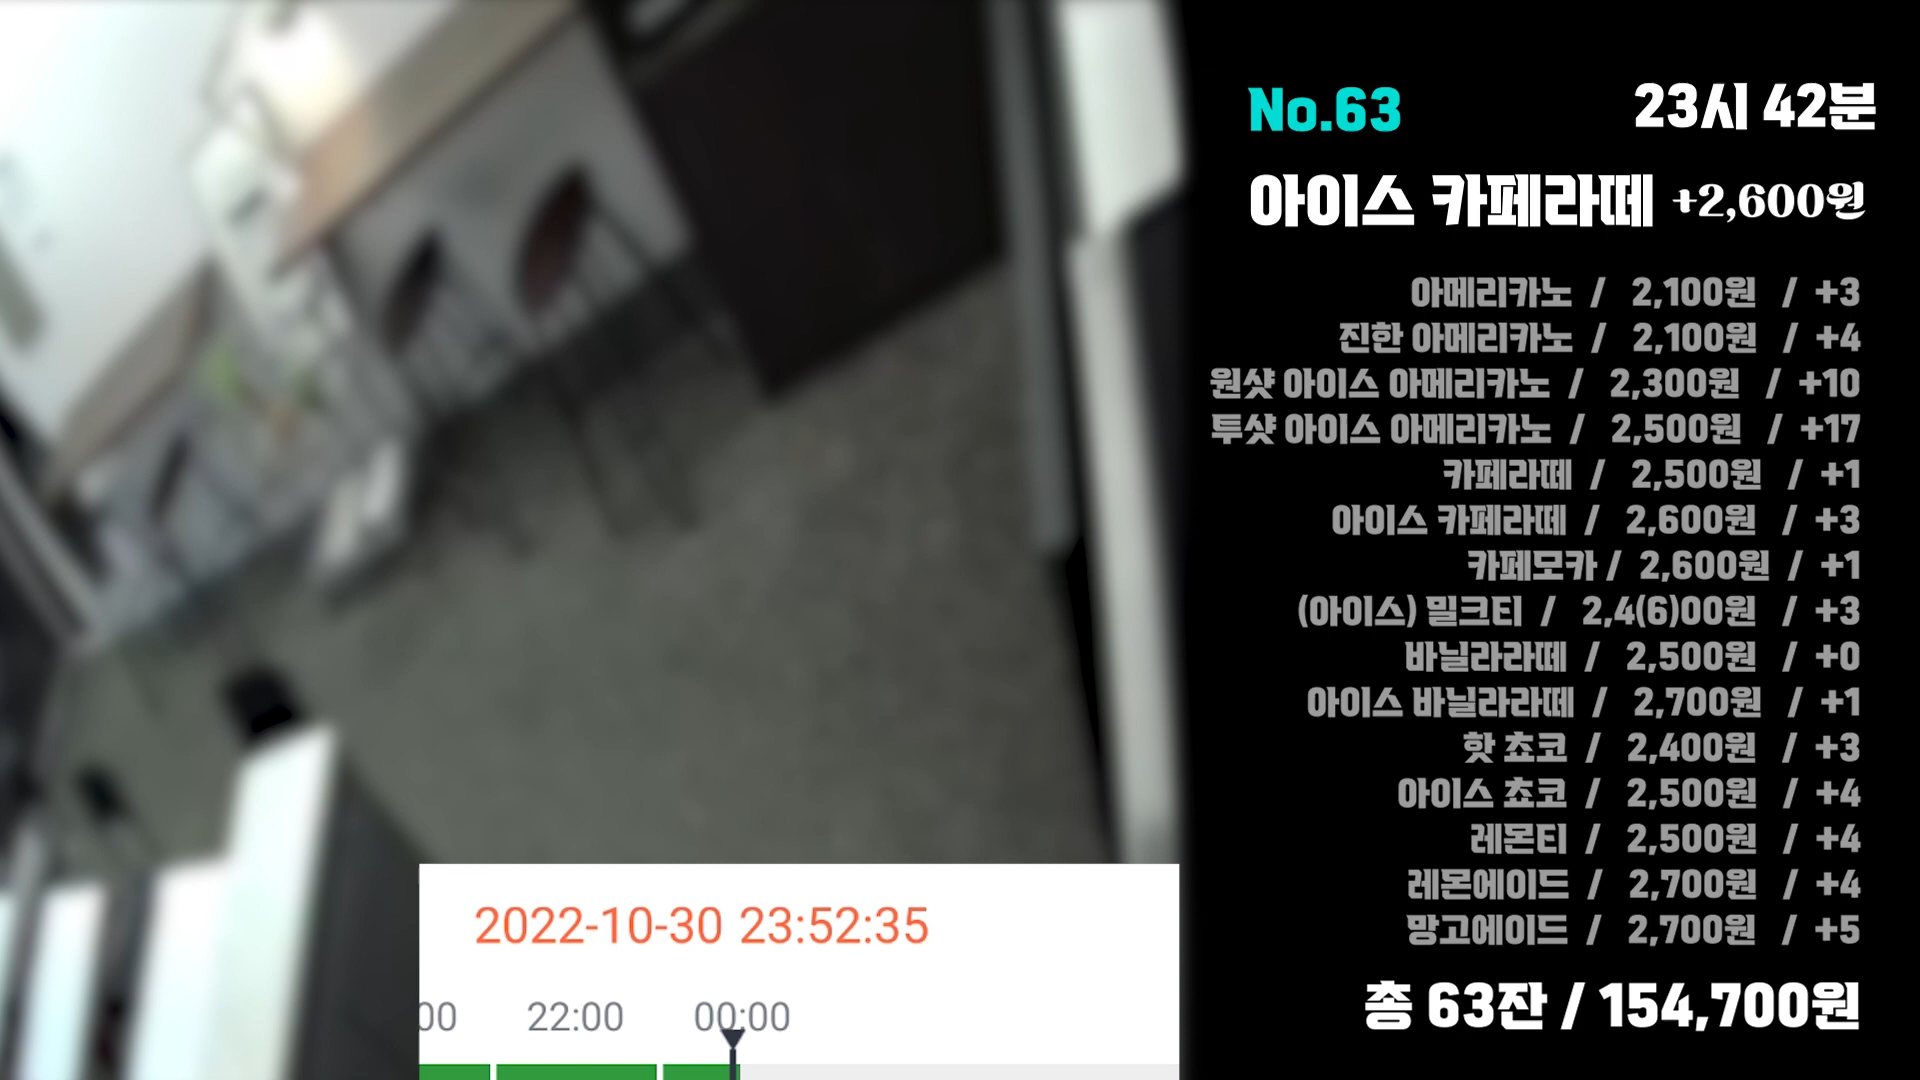 No.63 23시 42분
아이스 카페라떼 +2,600원
아메리카노 / 2,100원 / +3
진한 아메리카노 / 2,100원 / +4
원샷 아이스 아메리카노 / 2,300원 / +10
투샷 아이스 아메리카노 / 2,500원 / +17
카페라떼 / 2,500원 / +1
아이스 카페라떼 / 2,600원 / +3
카페모카 / 2,600원 / +1
(아이스) 밀크티 / 2,4(6)00원 / +3
바닐라라떼 / 2,500원 / +0
아이스 바닐라라떼 / 2,700원 / +1
핫 쵸코 / 2,400원 / +3
아이스 쵸코 / 2,500원 / +4
레몬티 / 2,500원 / +4
레몬에이드 / 2,700원 / +4
망고에이드 / 2,700원 / +5
총 63잔 / 154,700원
2022-10-30 23:52:35
00 22:00 00:00